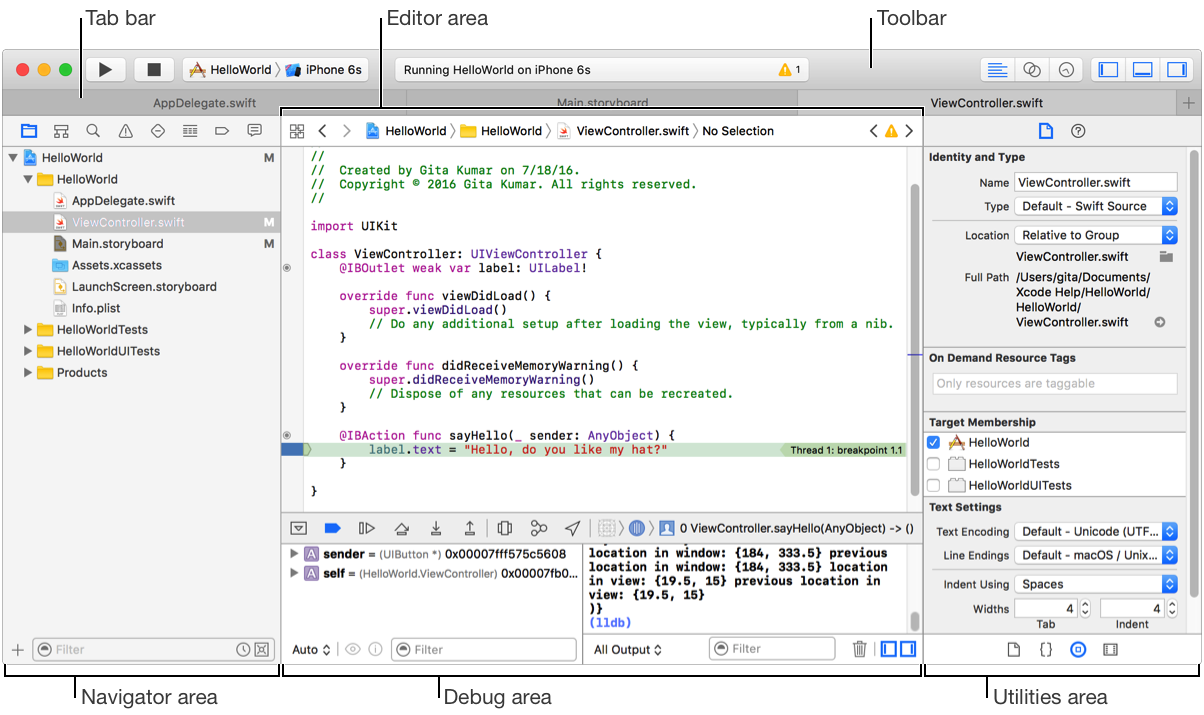 Tab bar
Editor area
Toolbar
HelloWorld
iPhone 6s
Running HelloWorld on iPhone 6s
1
AppDelegate.swift
Main.storyboard
ViewController.swift
HelloWorld
M
HelloWorld
AppDelegate.swift
ViewController.swift
M
Main.storyboard
M
Assets.xcassets
LaunchScreen.storyboard
Info.plist
HelloWorldTests
HelloWorldUITests
Products
Filter
HelloWorld
HelloWorld
ViewController.swift
No Selection
//
//  Created by Gita Kumar on 7/18/16.
//  Copyright © 2016 Gita Kumar. All rights reserved.
//
import UIKit
class ViewController: UIViewController {
@IBOutlet weak var label: UILabel!
override func viewDidLoad() {
super.viewDidLoad()
// Do any additional setup after loading the view, typically from a nib.
}
override func didReceiveMemoryWarning() {
super.didReceiveMemoryWarning()
// Dispose of any resources that can be recreated.
}
@IBAction func sayHello(_ sender: AnyObject) {
label.text = "Hello, do you like my hat?"
Thread 1: breakpoint 1.1
}
}
0 ViewController.sayHello(AnyObject) -> ()
A sender = (UIButton *) 0x00007fff575c5608
A self = (HelloWorld.ViewController) 0x00007fb0...
Auto
Filter
location in window: {184, 333.5} previous
location in window: {184, 333.5} location
in view: {19.5, 15} previous location in
view: {19.5, 15}
)}
(lldb)
All Output
Filter
Identity and Type
Name ViewController.swift
Type Default - Swift Source
Location Relative to Group
ViewController.swift
Full Path /Users/gita/Documents/
Xcode Help/HelloWorld/
HelloWorld/
ViewController.swift
On Demand Resource Tags
Only resources are taggable
Target Membership
HelloWorld
HelloWorldTests
HelloWorldUITests
Text Settings
Text Encoding Default - Unicode (UTF...
Line Endings Default - macOS / Unix...
Indent Using Spaces
Widths 4 4
Tab Indent
Navigator area
Debug area
Utilities area